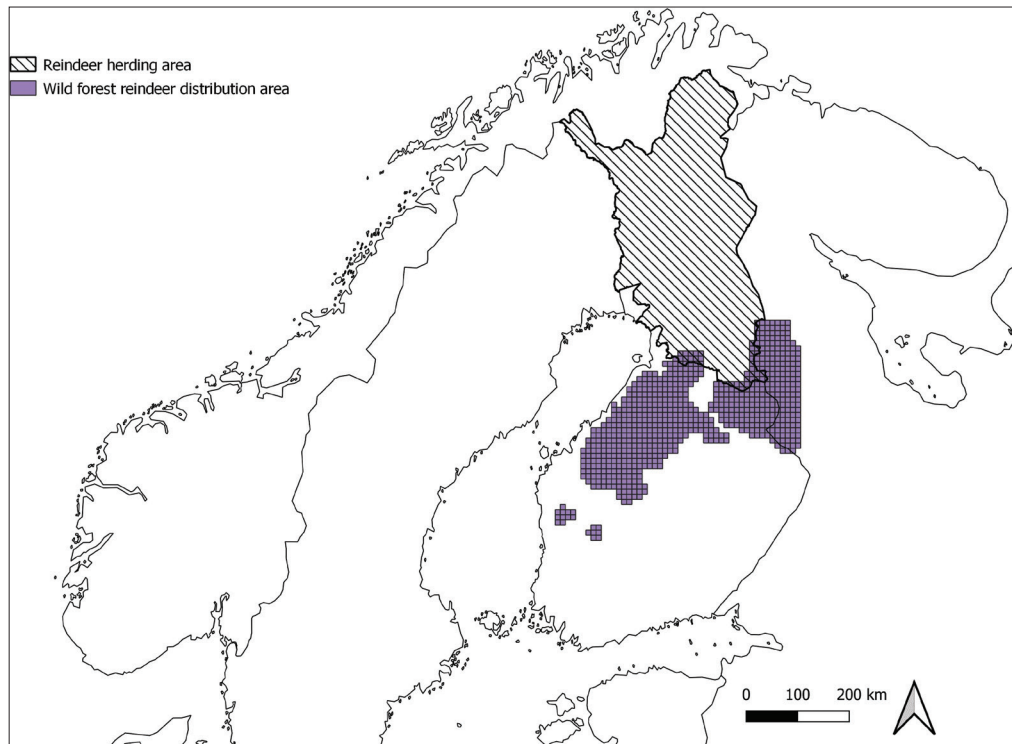 Reindeer herding area
Wild forest reindeer distribution area
0 100 200 km